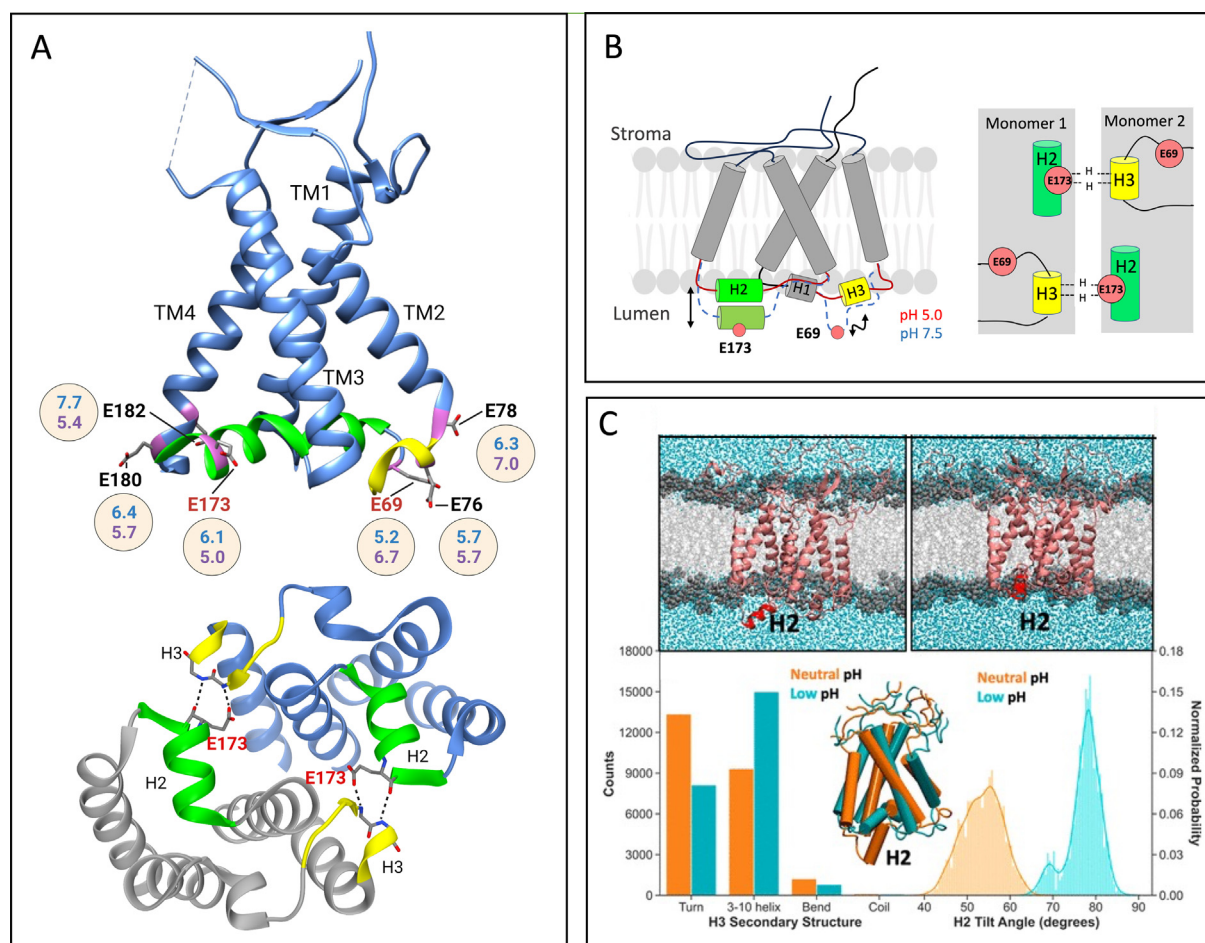 A
TM1
TM4
TM2
TM3
7.7
5.4
E182
E78
6.3
7.0
E180
E173
E69
E76
6.4
5.7
6.1
5.0
5.2
6.7
5.7
5.7
H3
E173
H2
H2
E173
H3
B
Stroma
Lumen
H2
H1
H3
E173
E69
pH 5.0
pH 7.5
Monomer 1
Monomer 2
H2
E173
H
H
H3
E69
E69
H3
H
H
E173
H2
C
H2
H2
18000
15000
12000
9000
6000
3000
0
Counts
Neutral pH
Low pH
Neutral pH
Low pH
H2
0.18
0.15
0.12
0.09
0.06
0.03
0.00
Normalized Probability
Turn
3-10 helix
Bend
Coil
40
50
60
70
80
90
H3 Secondary Structure
H2 Tilt Angle (degrees)